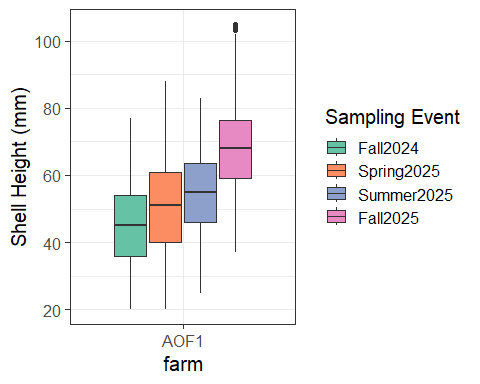 100
80
60
40
20
Shell Height (mm)
AOF1
farm
Sampling Event
Fall2024
Spring2025
Summer2025
Fall2025